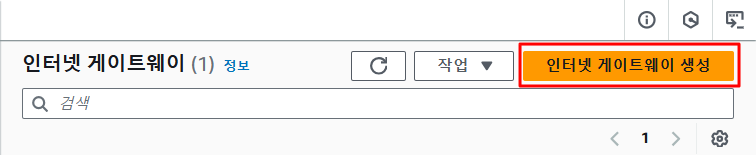 인터넷 게이트웨이 (1) 정보
작업
인터넷 게이트웨이 생성
검색
1